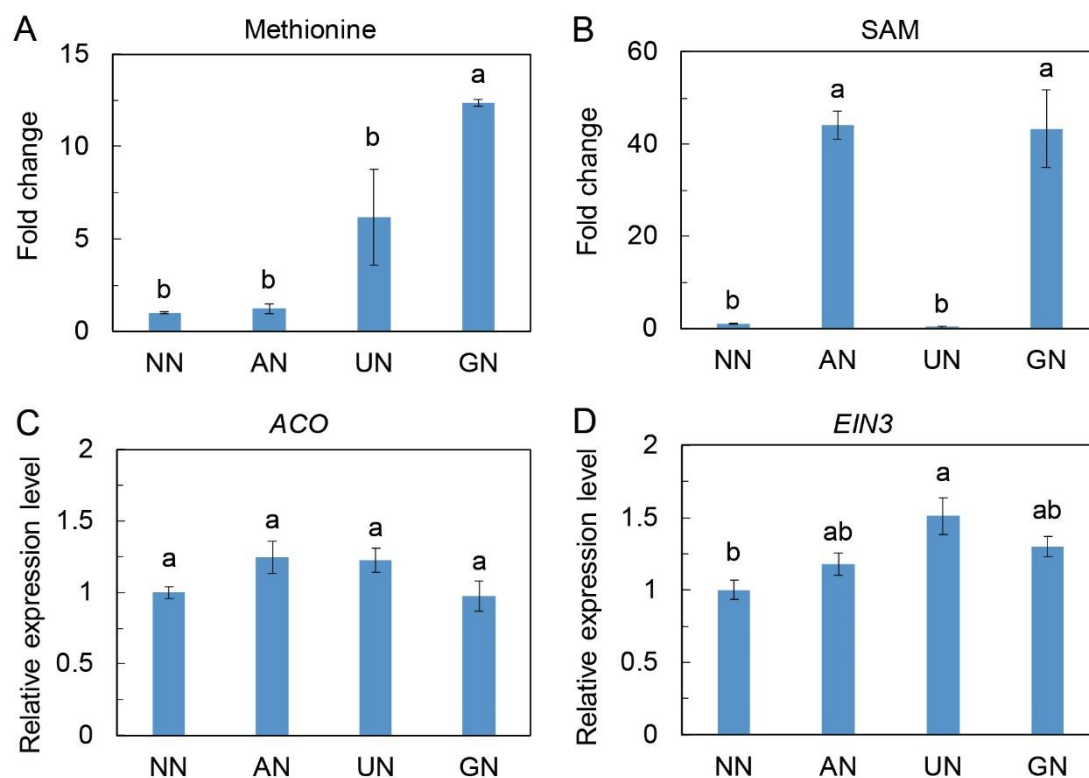 A
Methionine
Fold change
15
10
5
0
b
b
b
a
NN AN UN GN
B
SAM
Fold change
60
40
20
0
b
a
b
a
NN AN UN GN
C
ACO
Relative expression level
2
1.5
1
0.5
0
a
a
a
a
NN AN UN GN
D
EIN3
Relative expression level
2
1.5
1
0.5
0
b
ab
a
ab
NN AN UN GN